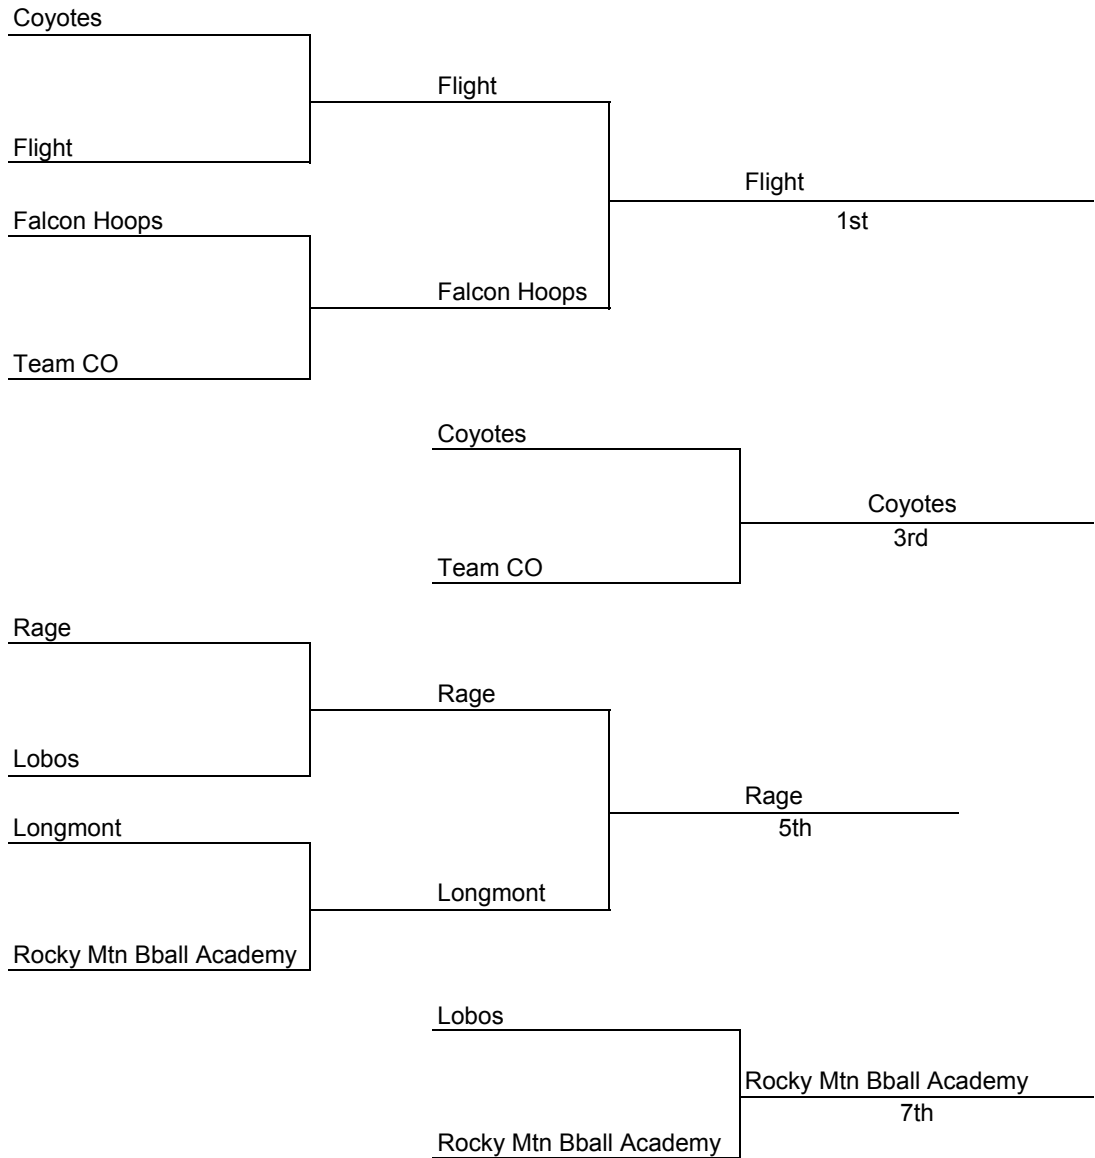 Coyotes
Flight
Flight
Flight
1st
Falcon Hoops
Falcon Hoops
Team CO
Coyotes
Coyotes
3rd
Team CO
Rage
Rage
Lobos
Rage
5th
Longmont
Longmont
Rocky Mtn Bball Academy
Lobos
Rocky Mtn Bball Academy
7th
Rocky Mtn Bball Academy